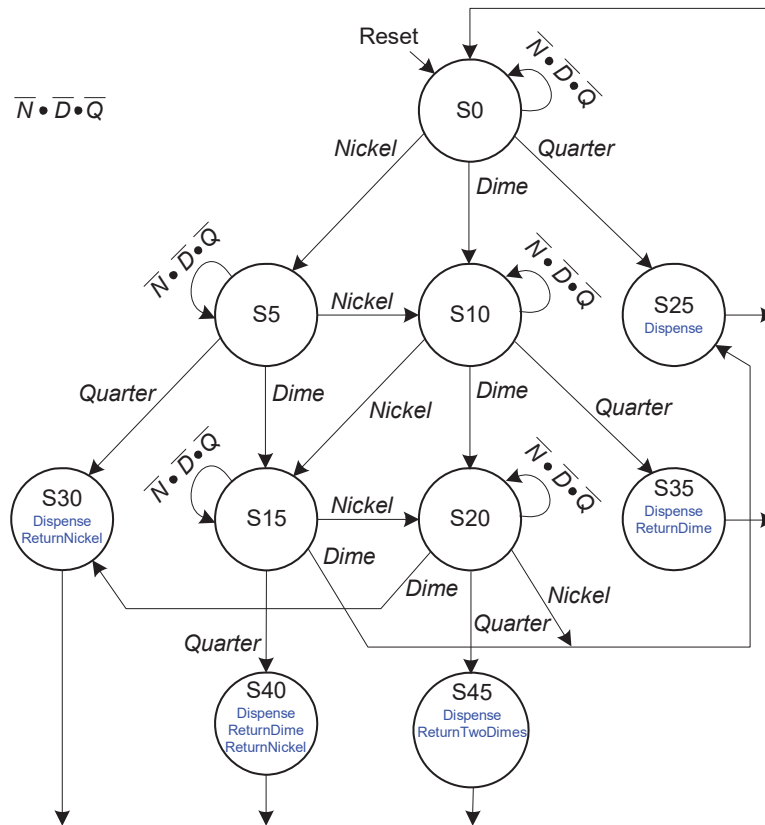 Reset
N̅ • D̅ • Q̅
N̅ • D̅ • Q̅
S0
Nickel
Dime
Quarter
N̅ • D̅ • Q̅
N̅ • D̅ • Q̅
S5
Nickel
S10
S25
Dispense
Quarter
Dime
Nickel
Dime
Quarter
N̅ • D̅ • Q̅
N̅ • D̅ • Q̅
S30
Dispense
ReturnNickel
S15
Nickel
S20
S35
Dispense
ReturnDime
Dime
Dime
Nickel
Quarter
Quarter
S40
Dispense
ReturnDime
ReturnNickel
S45
Dispense
ReturnTwoDimes